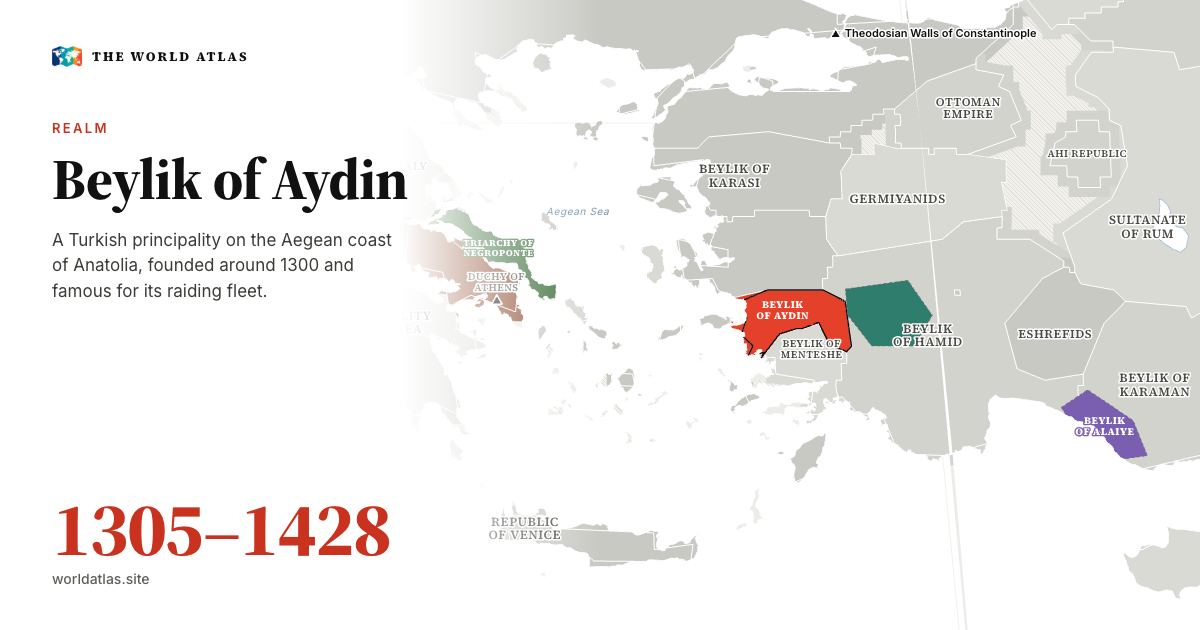 THE WORLD ATLAS
REALM
Beylik of Aydin
A Turkish principality on the Aegean coast
of Anatolia, founded around 1300 and
famous for its raiding fleet.
1305–1428
worldatlas.site
Theodosian Walls of Constantinople
OTTOMAN
EMPIRE
AHI REPUBLIC
BEYLIK OF
KARASI
GERMIYANIDS
SULTANATE
OF RUM
Aegean Sea
TRIARCHY OF
NEGROPONTE
DUCHY OF
ATHENS
BEYLIK
OF AYDIN
BEYLIK OF
MENTESHE
BEYLIK
OF HAMID
ESHREFIDS
BEYLIK OF
KARAMAN
BEYLIK
OF ALAIYE
REPUBLIC
OF VENICE